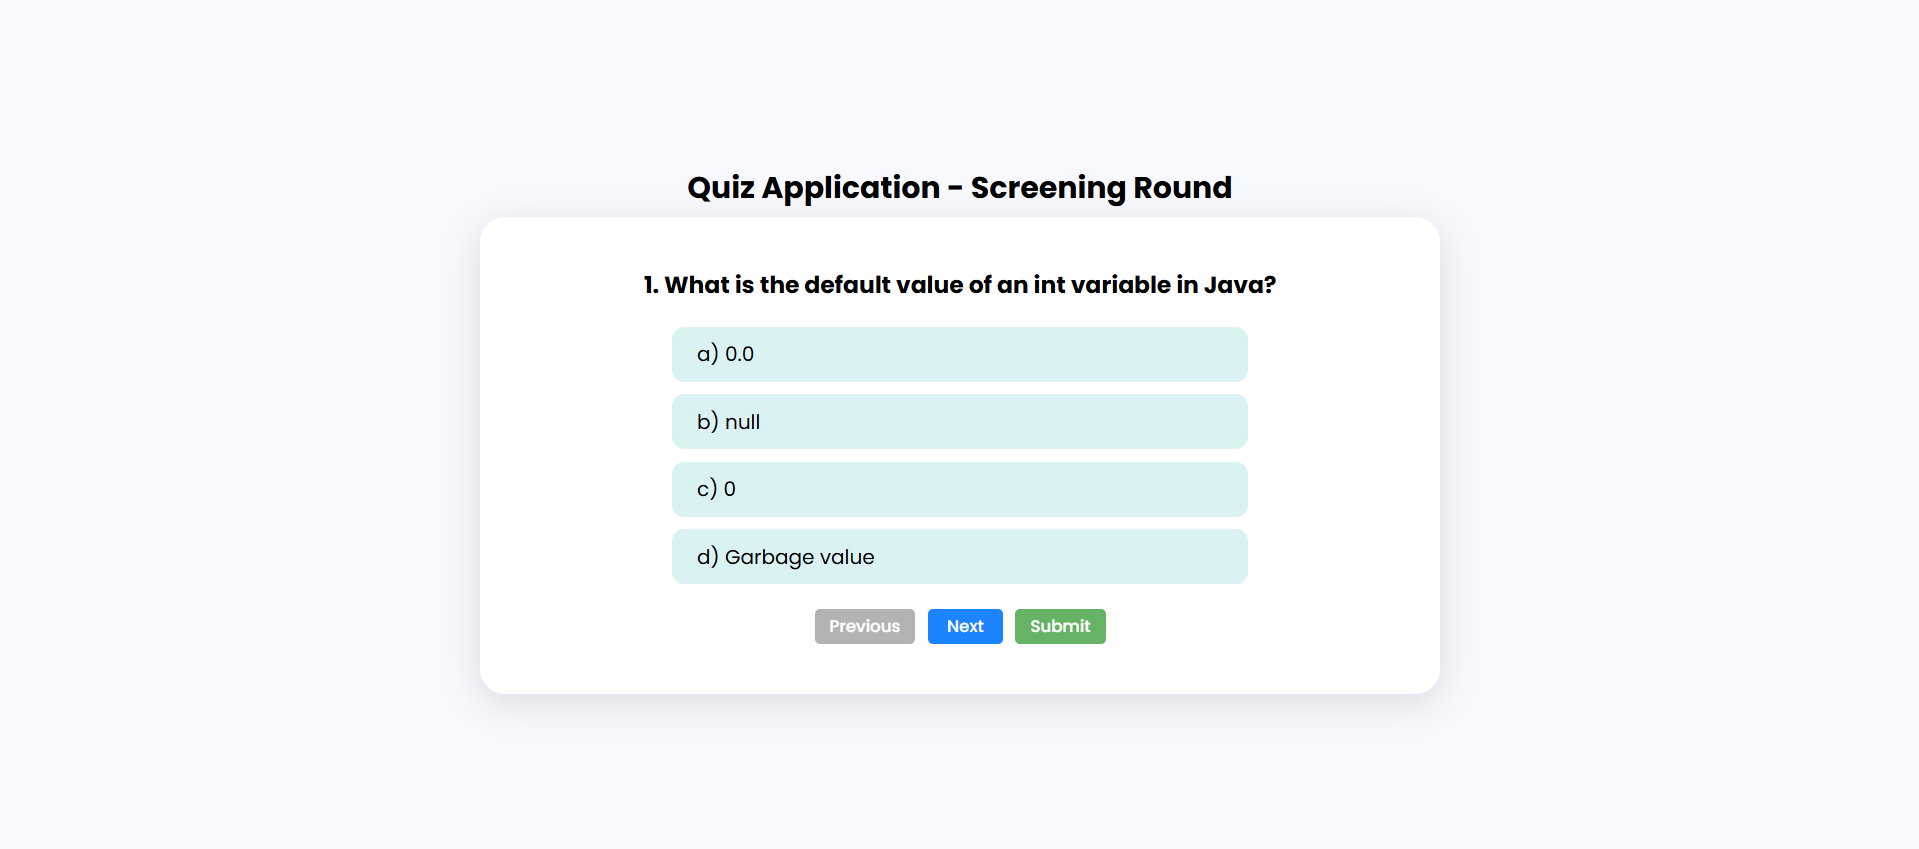 Quiz Application - Screening Round
1. What is the default value of an int variable in Java?
a) 0.0
b) null
c) 0
d) Garbage value
Previous Next Submit